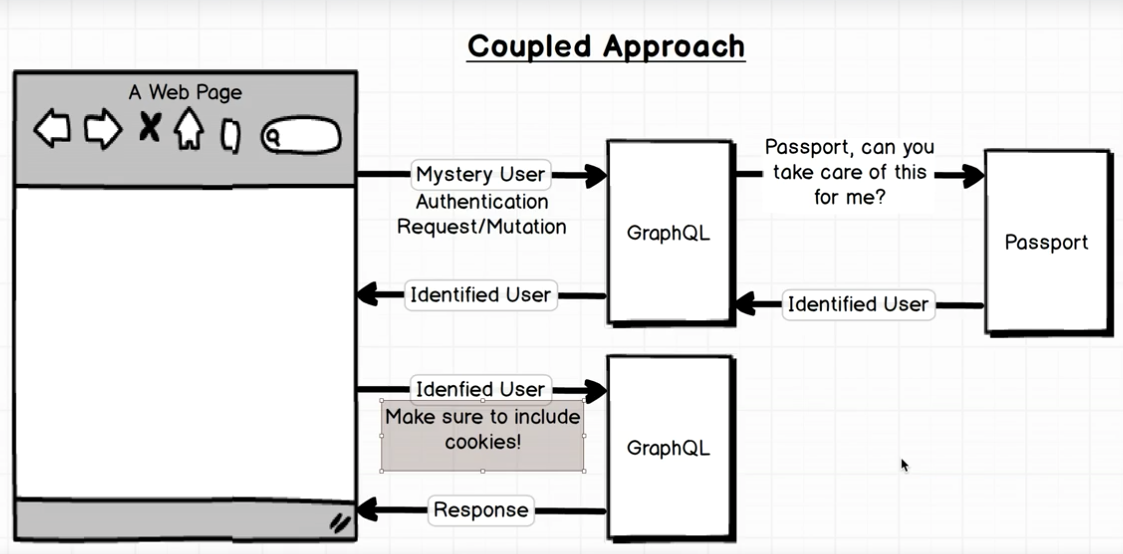 Coupled Approach
A Web Page
Mystery User
Authentication
Request/Mutation
GraphQL
Passport, can you
take care of this
for me?
Passport
Identified User
Identified User
Idenfied User
Make sure to include
cookies!
GraphQL
Response